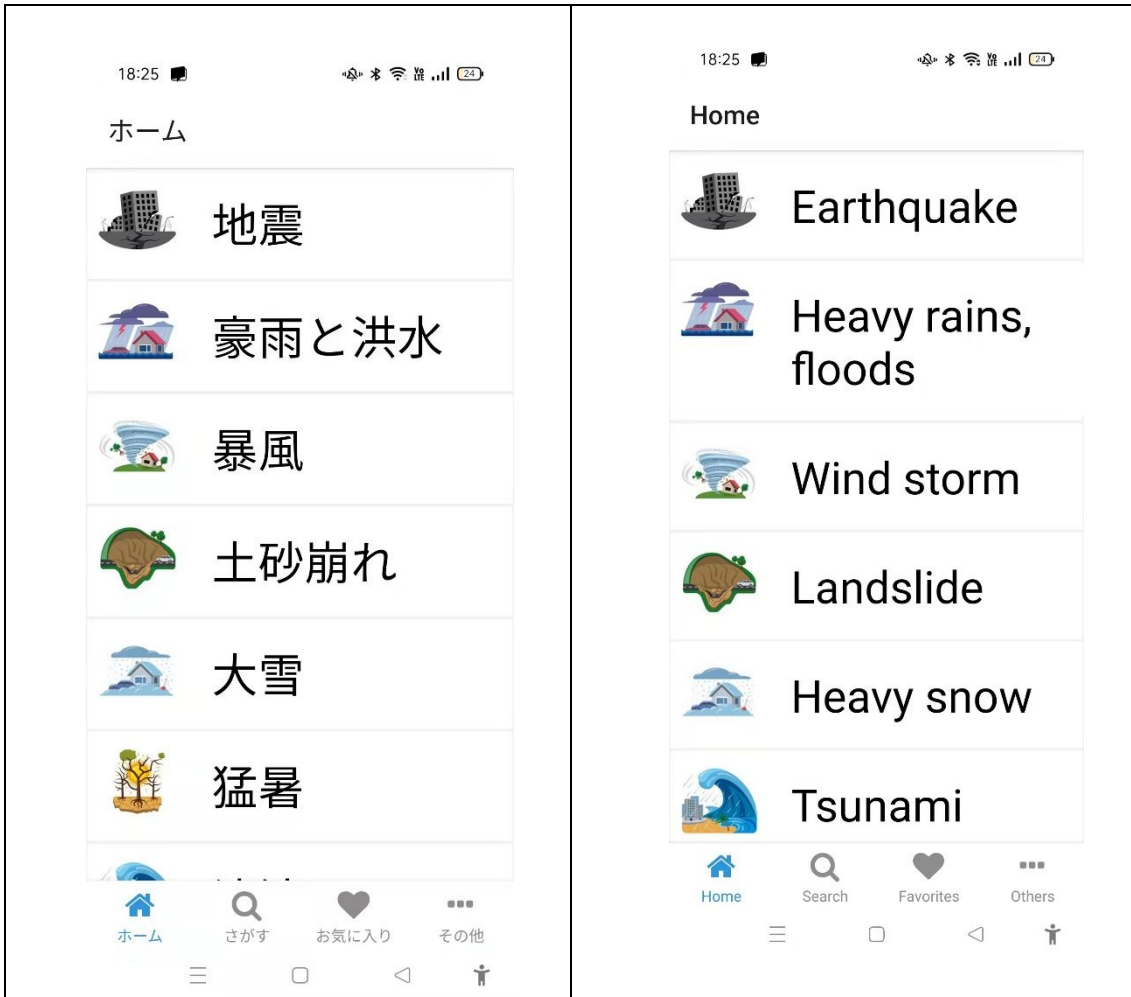 18:25
24
ホーム
地震
豪雨と洪水
暴風
土砂崩れ
大雪
猛暑
ホーム
さがす
お気に入り
その他
18:25
24
Home
Earthquake
Heavy rains,
floods
Wind storm
Landslide
Heavy snow
Tsunami
Home
Search
Favorites
Others